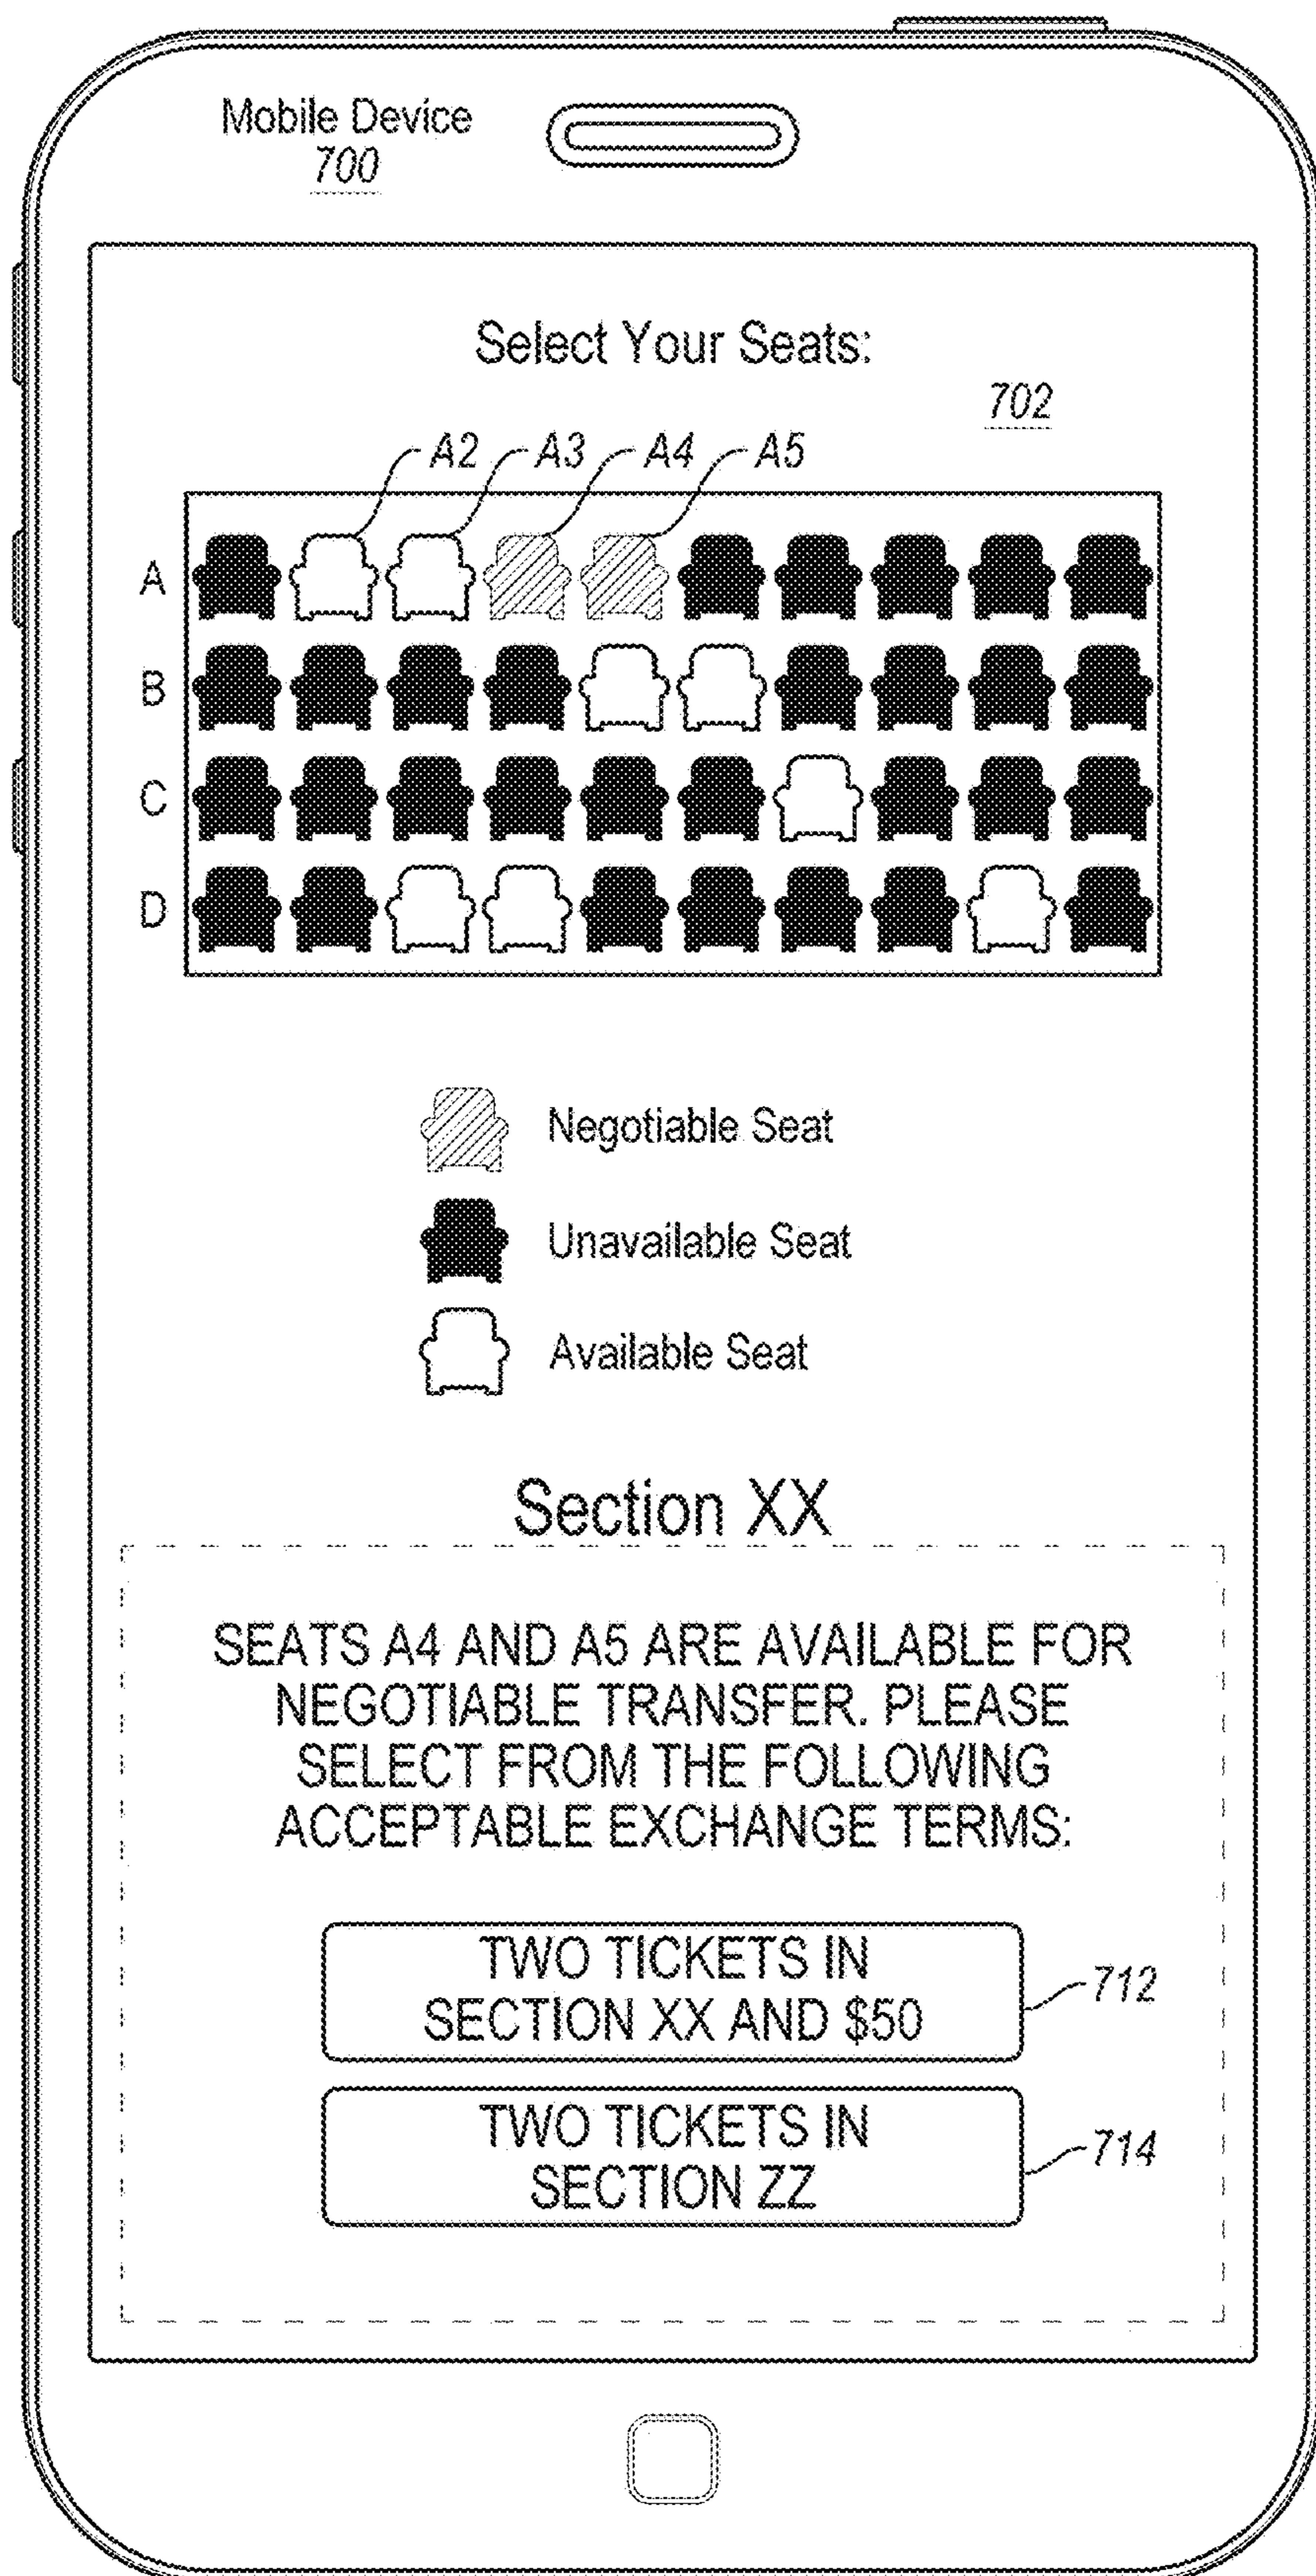 Mobile Device
700
Select Your Seats:
702
A2 A3 A4 A5
A
B
C
D
Negotiable Seat
Unavailable Seat
Available Seat
Section XX
SEATS A4 AND A5 ARE AVAILABLE FOR
NEGOTIABLE TRANSFER. PLEASE
SELECT FROM THE FOLLOWING
ACCEPTABLE EXCHANGE TERMS:
TWO TICKETS IN
SECTION XX AND $50
712
TWO TICKETS IN
SECTION ZZ
714